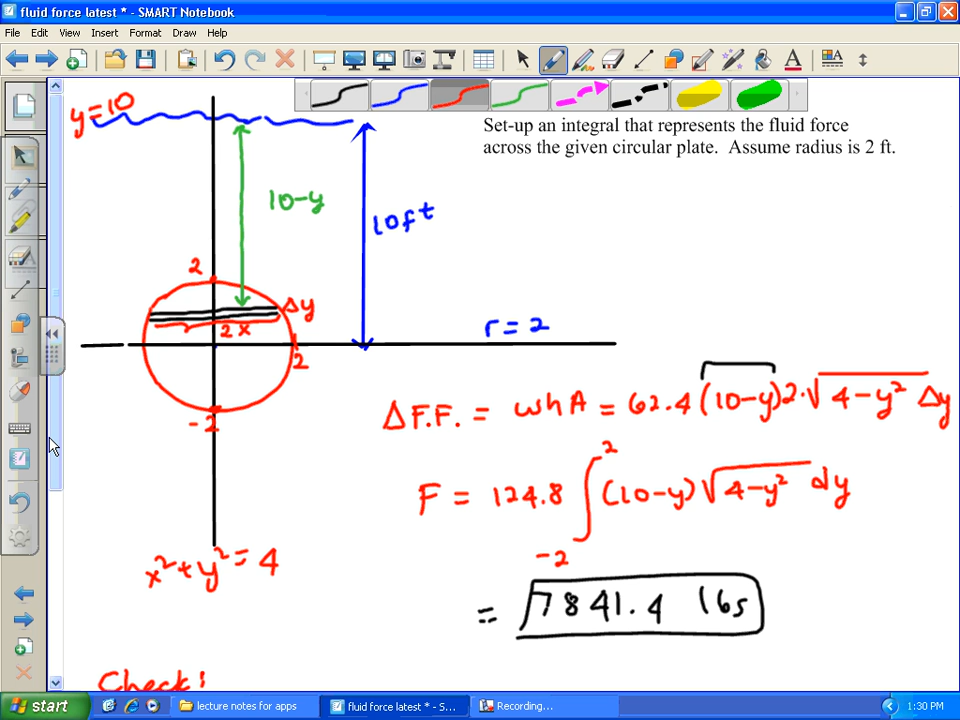 fluid force latest * - SMART Notebook
File Edit View Insert Format Draw Help
y=10
Set-up an integral that represents the fluid force
across the given circular plate. Assume radius is 2 ft.
10-y
10ft
2
Δy
2x
r = 2
2
-2
ΔF.F. = whA = 62.4(10-y)2·√4-y² Δy
F = 124.8 ∫ (10-y)√4-y² dy
2
-2
x²+y²=4
= 7841.4 lbs
Check:
start
lecture notes for apps
fluid force latest * - S...
Recording...
1:30 PM